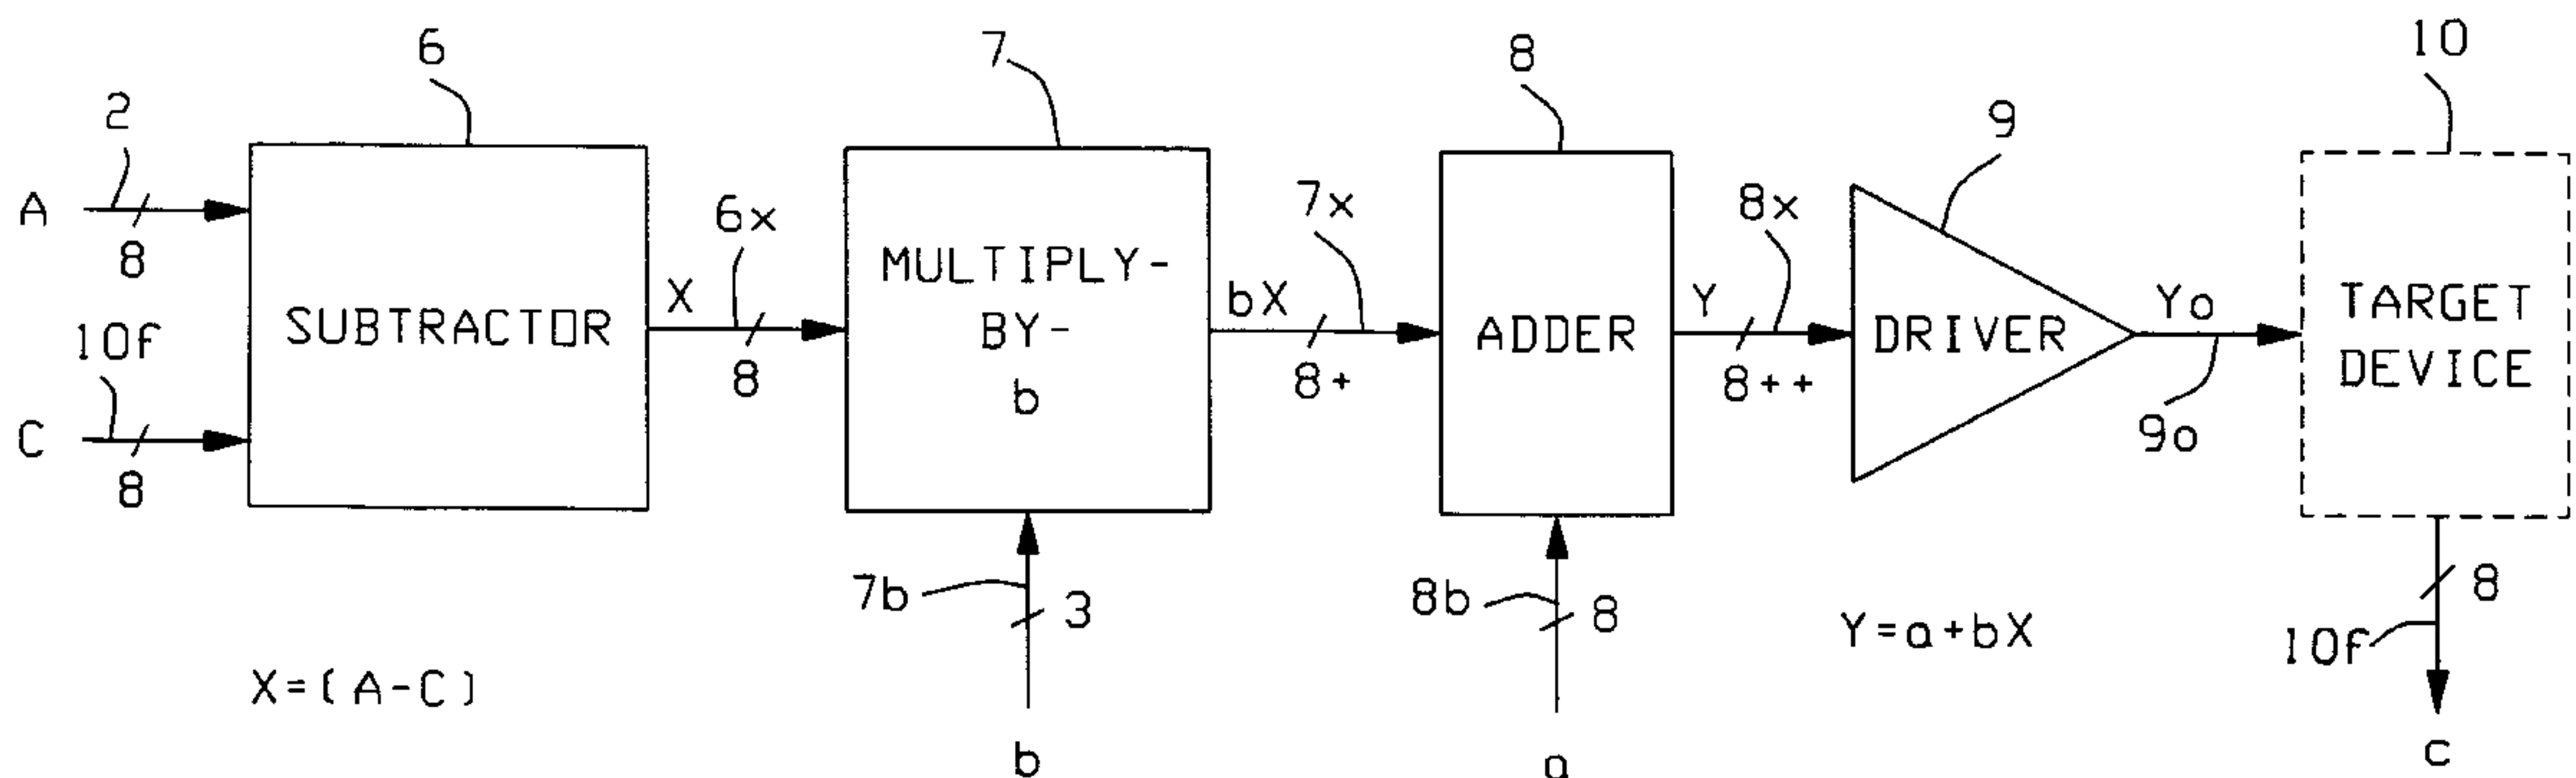 6
7
8
9
10
2
A
8
10f
C
8
SUBTRACTOR
X
6x
8
MULTIPLY-
BY-
b
bX
7x
8+
ADDER
Y
8x
8++
DRIVER
Yo
9o
TARGET
DEVICE
7b
3
8b
8
8
10f
X=(A-C)
Y=a+bX
b
a
C